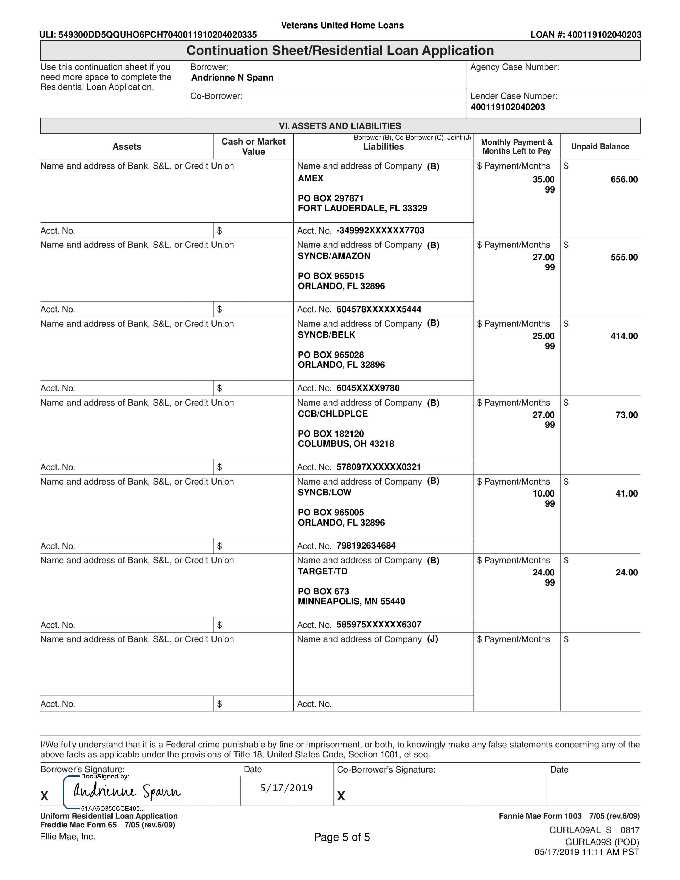 Veterans United Home Loans
ULI: 549300DD5QQUHO6PCH7040011910204020335 LOAN #: 400119102040203
Continuation Sheet/Residential Loan Application
Use this continuation sheet if you need more space to complete the Residential Loan Application.
Borrower:
Andrienne N Spann
Agency Case Number:
Co-Borrower:
Lender Case Number:
400119102040203
VI. ASSETS AND LIABILITIES
Assets
Cash or Market Value
Borrower (B), Co-Borrower (C), Joint (J)
Liabilities
Monthly Payment & Months Left to Pay
Unpaid Balance
Name and address of Bank, S&L, or Credit Union
Name and address of Company (B) $ Payment/Months $
AMEX 35.00 656.00
99
PO BOX 297871
FORT LAUDERDALE, FL 33329
Acct. No. $ Acct. No. -349992XXXXXX7703
Name and address of Bank, S&L, or Credit Union
Name and address of Company (B) $ Payment/Months $
SYNCB/AMAZON 27.00 555.00
99
PO BOX 965015
ORLANDO, FL 32896
Acct. No. $ Acct. No. 604578XXXXXX5444
Name and address of Bank, S&L, or Credit Union
Name and address of Company (B) $ Payment/Months $
SYNCB/BELK 25.00 414.00
99
PO BOX 965028
ORLANDO, FL 32896
Acct. No. $ Acct. No. 6045XXXX9780
Name and address of Bank, S&L, or Credit Union
Name and address of Company (B) $ Payment/Months $
CCB/CHLDPLCE 27.00 73.00
99
PO BOX 182120
COLUMBUS, OH 43218
Acct. No. $ Acct. No. 578097XXXXXX0321
Name and address of Bank, S&L, or Credit Union
Name and address of Company (B) $ Payment/Months $
SYNCB/LOW 10.00 41.00
99
PO BOX 965005
ORLANDO, FL 32896
Acct. No. $ Acct. No. 798192634684
Name and address of Bank, S&L, or Credit Union
Name and address of Company (B) $ Payment/Months $
TARGET/TD 24.00 24.00
99
PO BOX 673
MINNEAPOLIS, MN 55440
Acct. No. $ Acct. No. 585975XXXXXX6307
Name and address of Bank, S&L, or Credit Union
Name and address of Company (J) $ Payment/Months $
Acct. No. $ Acct. No.
I/We fully understand that it is a Federal crime punishable by fine or imprisonment, or both, to knowingly make any false statements concerning any of the
above facts as applicable under the provisions of Title 18, United States Code, Section 1001, et seq.
Borrower's Signature: Date Co-Borrower's Signature: Date
DocuSigned by:
X Andrienne Spann 5/17/2019 X
Uniform Residential Loan Application
Freddie Mac Form 65 7/05 (rev.6/09)
Fannie Mae Form 1003 7/05 (rev.6/09)
Ellie Mae, Inc.
Page 5 of 5
GURLA09AL S 0817
GURLA09S (POD)
05/17/2019 11:11 AM PST